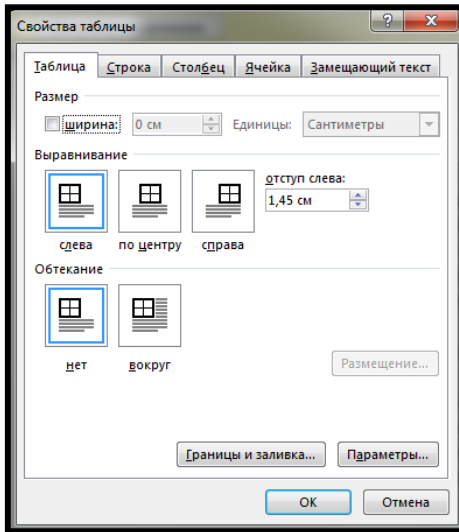 Свойства таблицы
Таблица Строка Столбец Ячейка Замещающий текст
Размер
ширина: 0 см Единицы: Сантиметры
Выравнивание
отступ слева:
1,45 см
слева по центру справа
Обтекание
нет вокруг
Размещение...
Границы и заливка... Параметры...
ОК Отмена